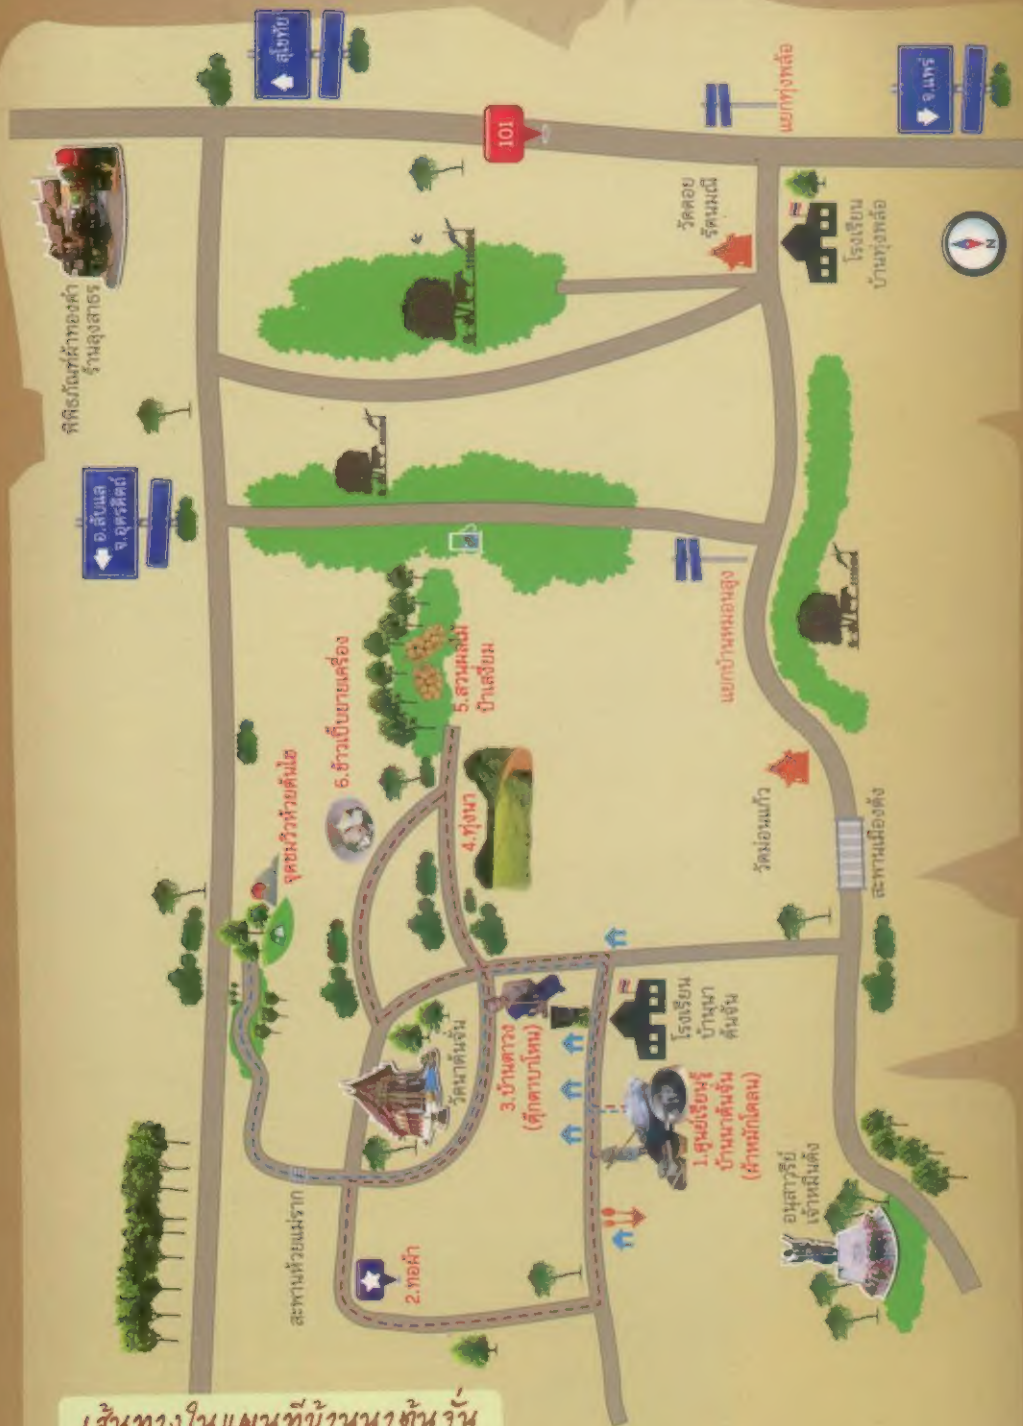 พิพิธภัณฑ์ผ้าทองคำ
ร้านลุงสาธร
สุโขทัย
101
แยกทุ่งพล้อ
จ.แพร่
อ.ลับแล
จ.อุตรดิตถ์
วัดดอย
รัตนมณี
โรงเรียน
บ้านทุ่งพล้อ
N
จุดชมวิวห้วยต้นไฮ
6.ข้าวเปิ๊บยายเครื่อง
5.สวนผลไม้
ป้าเสงี่ยม
4.ทุ่งนา
แยกบ้านหมอนสูง
วัดม่อนแก้ว
สะพานเมืองด้ง
สะพานห้วยแม่ราก
วัดนาต้นจั่น
3.บ้านตาวง
(ตุ๊กตาบาโหน)
โรงเรียน
บ้านนา
ต้นจั่น
2.ทอผ้า
1.ศูนย์เรียนรู้
บ้านนาต้นจั่น
(ผ้าหมักโคลน)
อนุสาวรีย์
เจ้าหมื่นด้ง
เส้นทางในแผนที่บ้านนาต้นจั่น